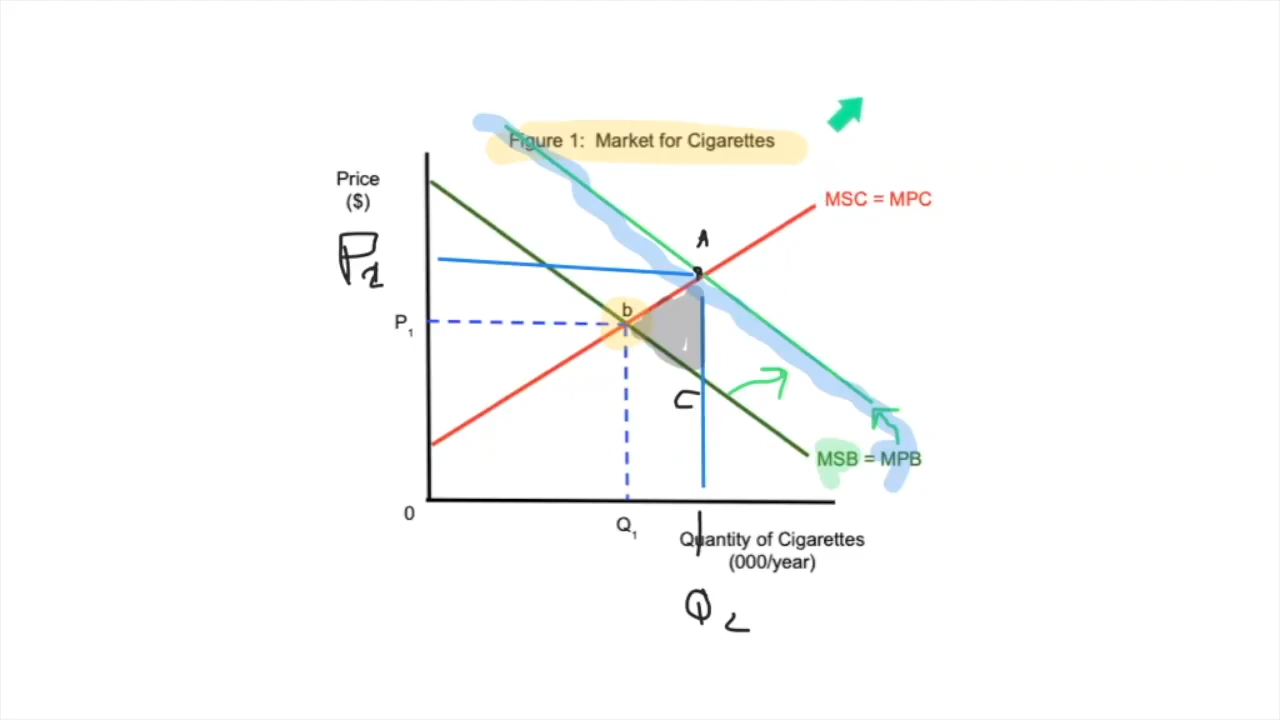 Figure 1: Market for Cigarettes
Price
($)
MSC = MPC
A
P2
b
P1
C
MSB = MPB
0
Q1
Quantity of Cigarettes
(000/year)
Q2